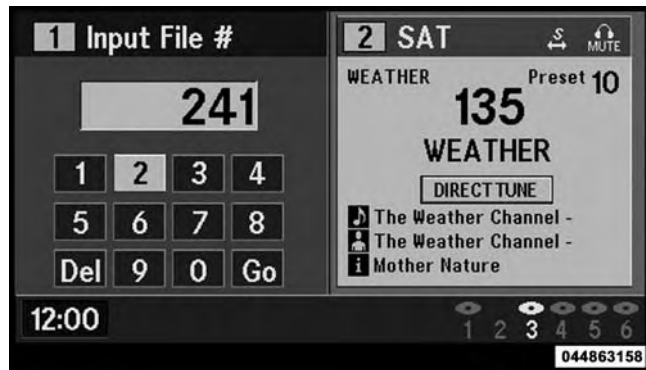 1 Input File #
241
1 2 3 4
5 6 7 8
Del 9 0 Go
2 SAT S MUTE
WEATHER Preset 10
135
WEATHER
DIRECT TUNE
The Weather Channel -
The Weather Channel -
i Mother Nature
12:00
1 2 3 4 5 6
044863158